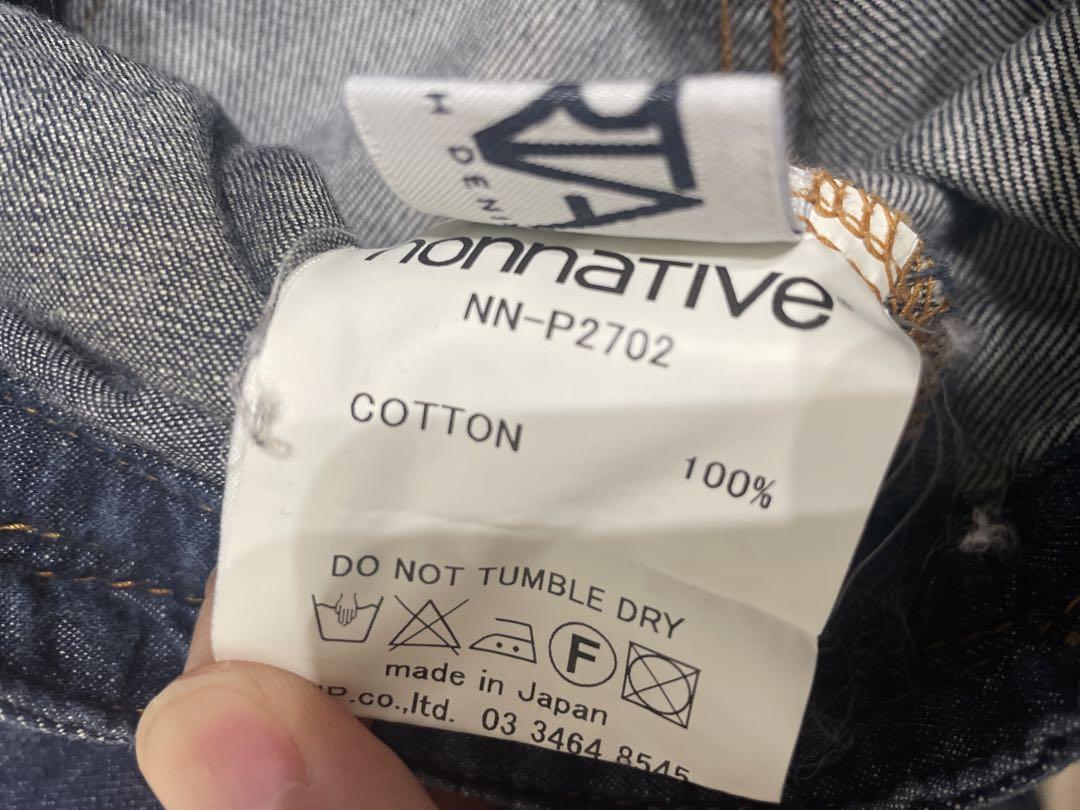 nonnative
NN-P2702
COTTON
100%
DO NOT TUMBLE DRY
F
made in Japan
.co.,ltd. 03 3464 8545